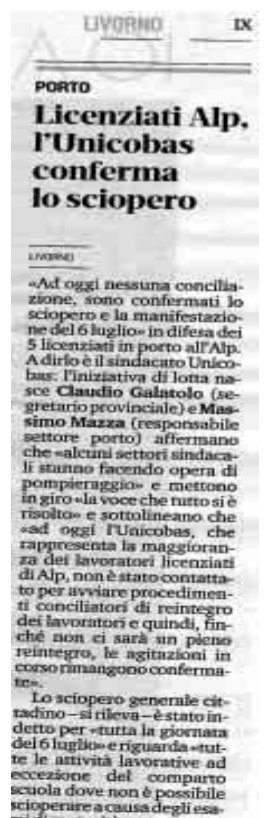 LIVORNO IX
PORTO
Licenziati Alp,
l'Unicobas
conferma
lo sciopero
LIVORNO
«Ad oggi nessuna concilia-
zione, sono confermati lo
sciopero e la manifestazio-
ne del 6 luglio» in difesa dei
5 licenziati in porto all'Alp.
A dirlo è il sindacato Unico-
bas: l'iniziativa di lotta na-
sce Claudio Galatolo (se-
gretario provinciale) e Mas-
simo Mazza (responsabile
settore porto) affermano
che «alcuni settori sindaca-
li stanno facendo opera di
pompieraggio» e mettono
in giro «la voce che tutto si è
risolto» e sottolineano che
«ad oggi l'Unicobas, che
rappresenta la maggioran-
za dei lavoratori licenziati
di Alp, non è stato contatta-
to per avviare procedimen-
ti conciliatori di reintegro
dei lavoratori e quindi, fin-
ché non ci sarà un pieno
reintegro, le agitazioni in
corso rimangono conferma-
te».
Lo sciopero generale cit-
tadino – si rileva – è stato in-
detto per «tutta la giornata
del 6 luglio» e riguarda «tut-
te le attività lavorative ad
eccezione del comparto
scuola dove non è possibile
scioperare a causa degli esa-